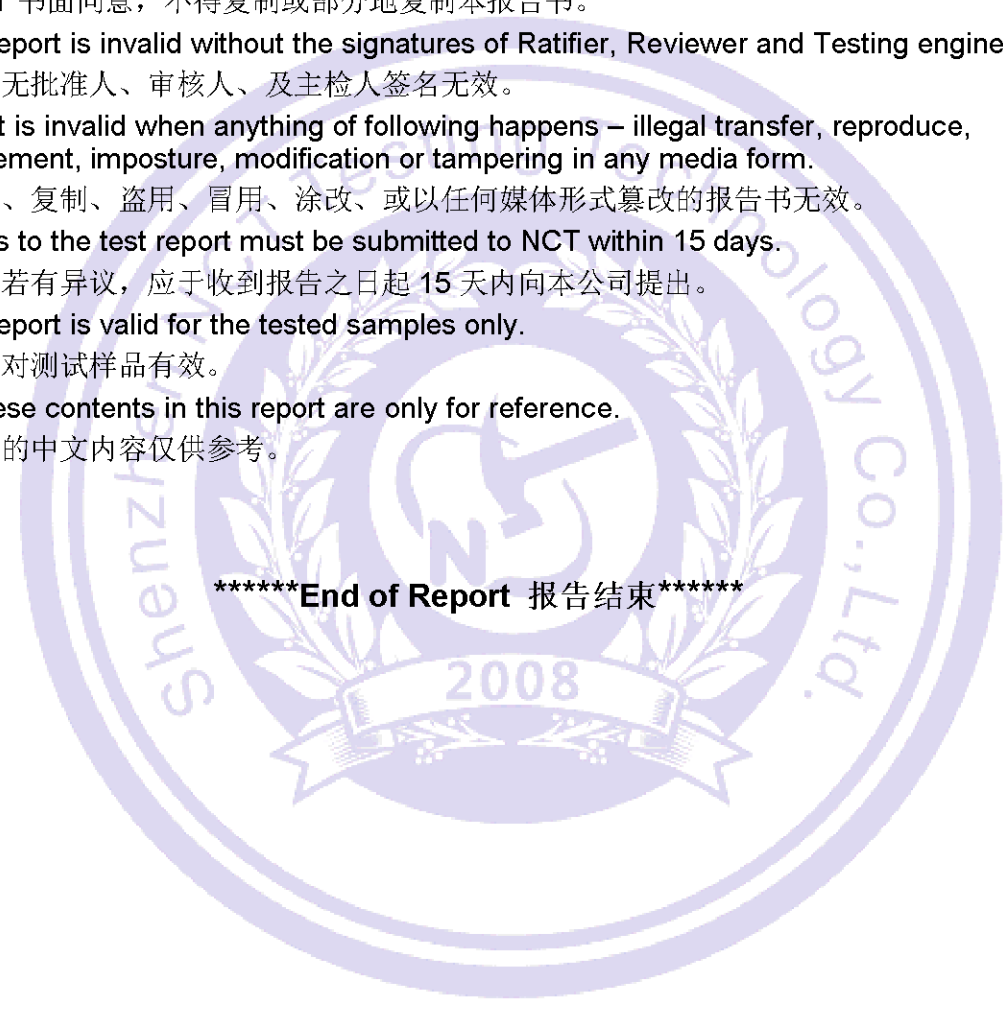 书面同意，不得复制或部分地复制本报告书。
eport is invalid without the signatures of Ratifier, Reviewer and Testing engine
无批准人、审核人、及主检人签名无效。
t is invalid when anything of following happens – illegal transfer, reproduce,
ement, imposture, modification or tampering in any media form.
、复制、盗用、冒用、涂改、或以任何媒体形式篡改的报告书无效。
s to the test report must be submitted to NCT within 15 days.
若有异议，应于收到报告之日起 15 天内向本公司提出。
eport is valid for the tested samples only.
对测试样品有效。
ese contents in this report are only for reference.
的中文内容仅供参考。
******End of Report 报告结束******
Shenzhen NCT Testing Technology Co., Ltd.
N
2008